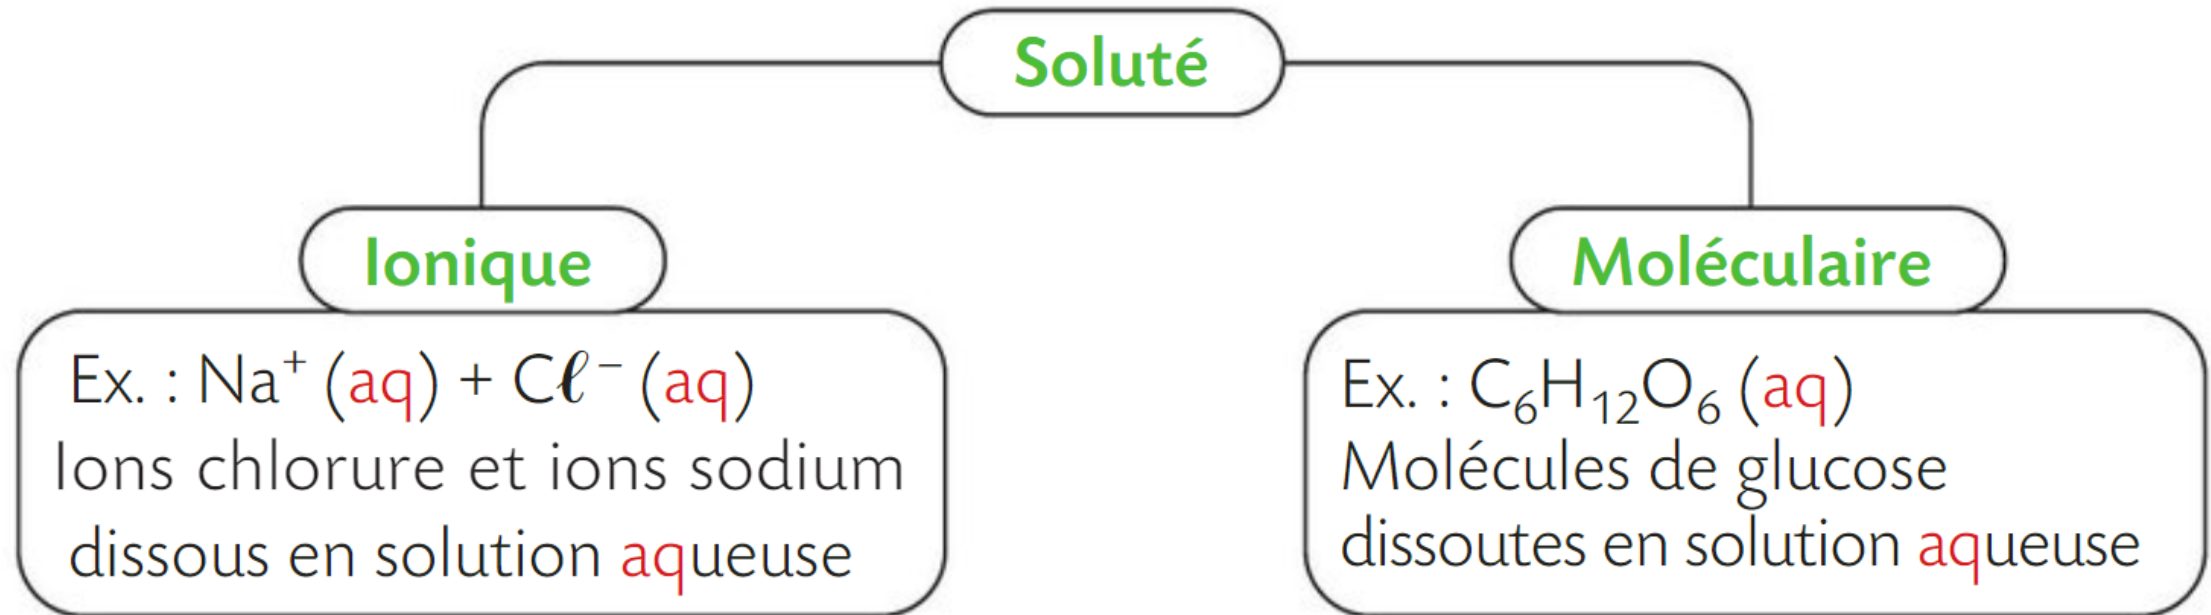 Soluté
Ionique
Ex. : Na⁺ (aq) + Cℓ⁻ (aq)
Ions chlorure et ions sodium
dissous en solution aqueuse
Moléculaire
Ex. : C₆H₁₂O₆ (aq)
Molécules de glucose
dissoutes en solution aqueuse